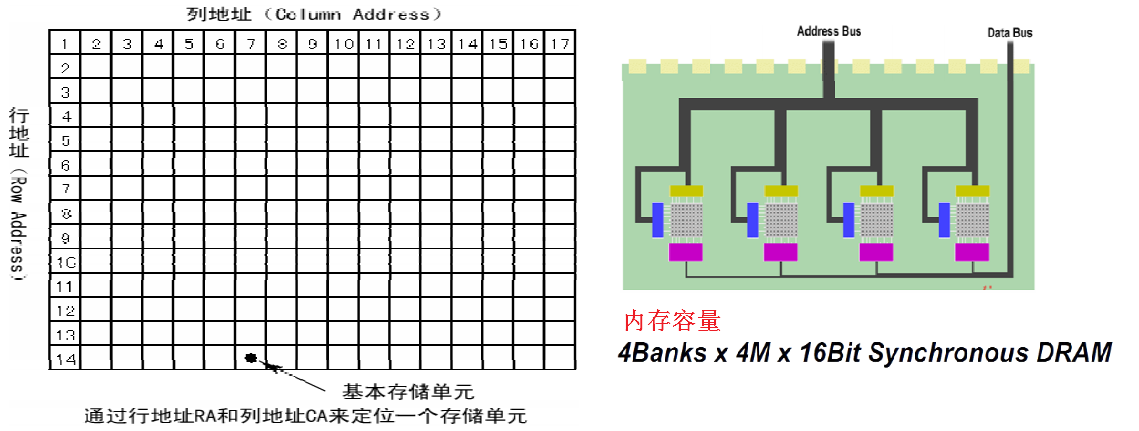 列地址（Column Address）
1 2 3 4 5 6 7 8 9 10 11 12 13 14 15 16 17
2
3
4
5
6
7
8
9
10
11
12
13
14
行地址（Row Address）
基本存储单元
通过行地址RA和列地址CA来定位一个存储单元
Address Bus
Data Bus
内存容量
4Banks x 4M x 16Bit Synchronous DRAM